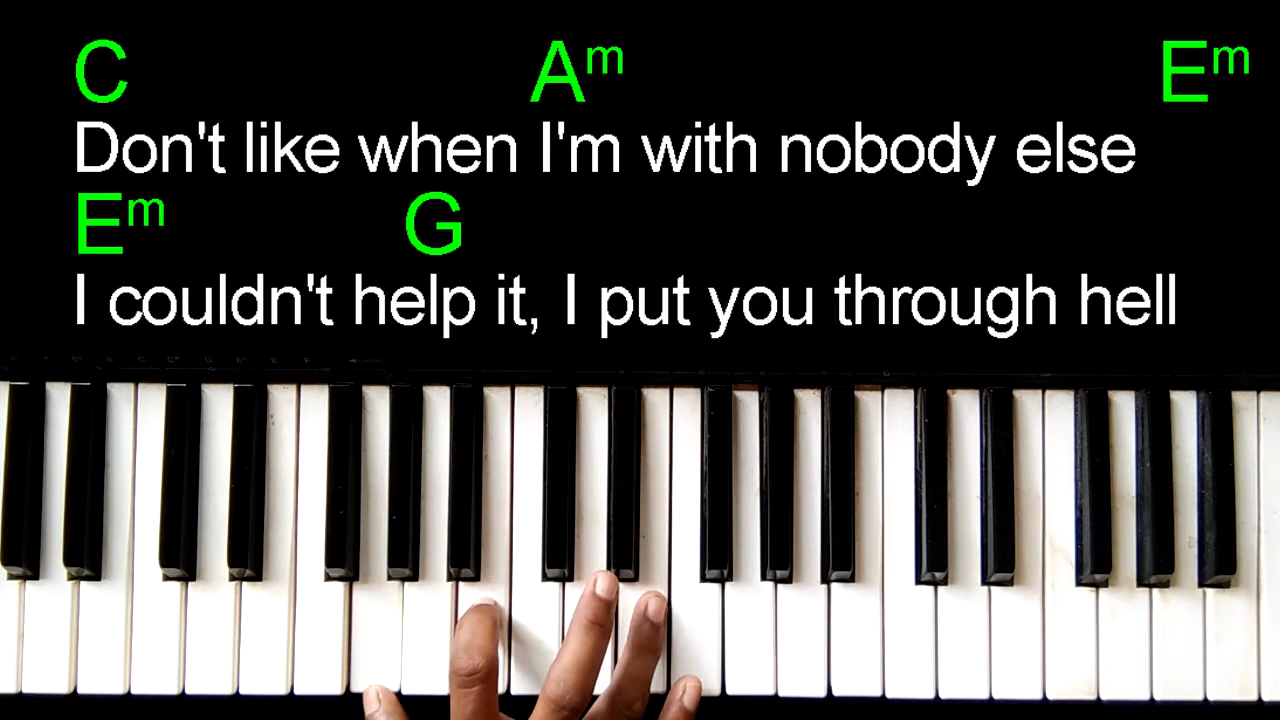 C Am Em
Don't like when I'm with nobody else
Em G
I couldn't help it, I put you through hell